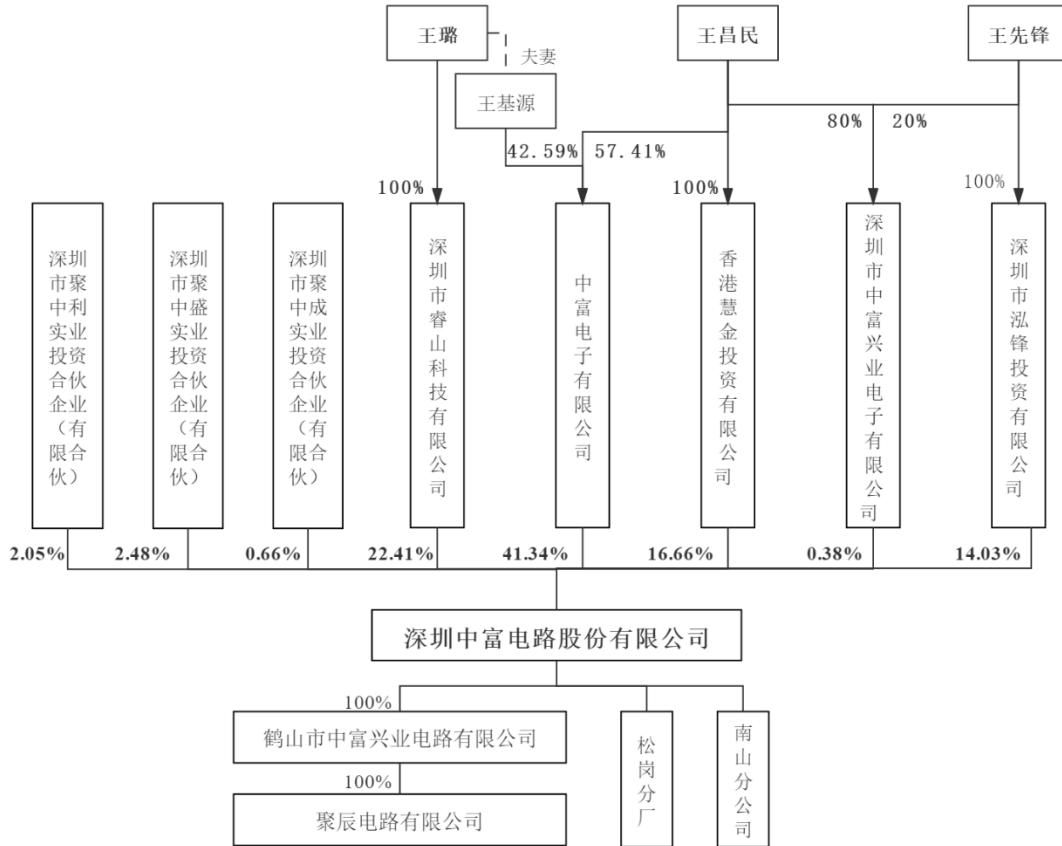 王璐
王昌民
王先锋
夫妻
王基源
80%
20%
42.59%
57.41%
100%
100%
100%
深圳市聚中利实业投资合伙企业（有限合伙）
深圳市聚中盛实业投资合伙企业（有限合伙）
深圳市聚中成实业投资合伙企业（有限合伙）
深圳市睿山科技有限公司
中富电子有限公司
香港慧金投资有限公司
深圳市中富兴业电子有限公司
深圳市泓锋投资有限公司
2.05%
2.48%
0.66%
22.41%
41.34%
16.66%
0.38%
14.03%
深圳中富电路股份有限公司
100%
鹤山市中富兴业电路有限公司
松岗分厂
南山分公司
100%
聚辰电路有限公司